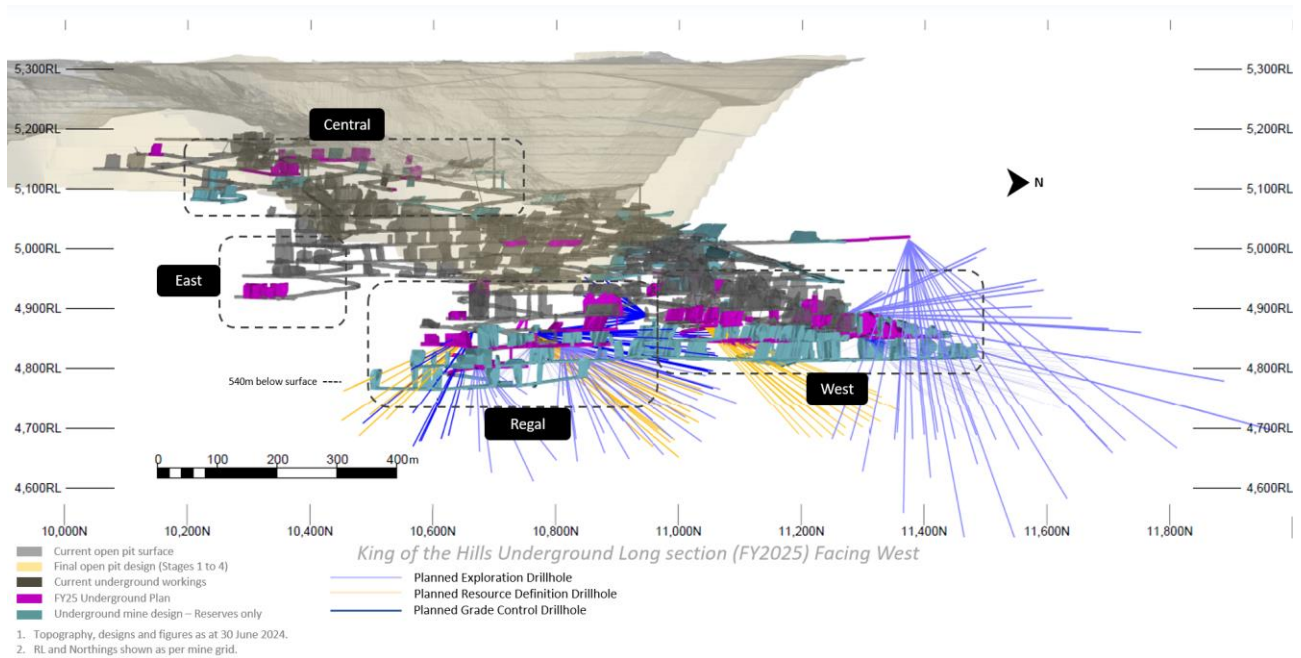 5,300RL
5,300RL
Central
5,200RL
5,200RL
N
5,100RL
5,100RL
5,000RL
5,000RL
East
4,900RL
4,900RL
540m below surface
4,800RL
4,800RL
West
Regal
4,700RL
4,700RL
0 100 200 300 400m
4,600RL
4,600RL
10,000N 10,200N 10,400N 10,600N 10,800N 11,000N 11,200N 11,400N 11,600N 11,800N
King of the Hills Underground Long section (FY2025) Facing West
Current open pit surface
Final open pit design (Stages 1 to 4)
Current underground workings
FY25 Underground Plan
Underground mine design – Reserves only
Planned Exploration Drillhole
Planned Resource Definition Drillhole
Planned Grade Control Drillhole
1. Topography, designs and figures as at 30 June 2024.
2. RL and Northings shown as per mine grid.